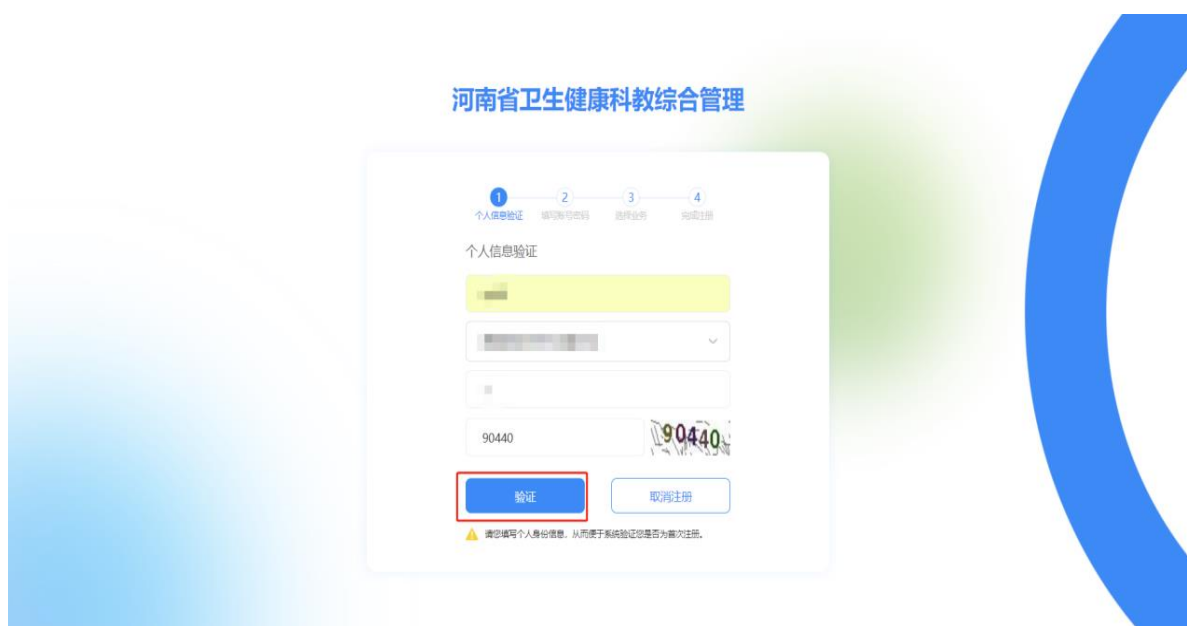 河南省卫生健康科教综合管理
1 2 3 4
个人信息验证 填写账号密码 选择业务 完成注册
个人信息验证
90440 90440
验证 取消注册
请您填写个人身份信息，从而便于系统验证您是否为首次注册。